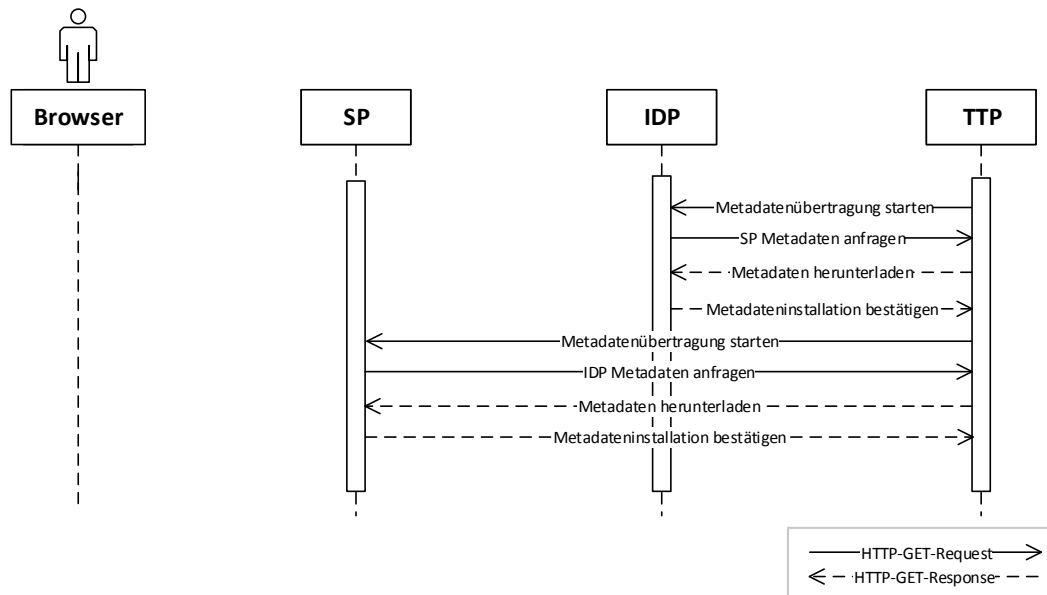 Browser
SP
IDP
TTP
Metadatenübertragung starten
SP Metadaten anfragen
Metadaten herunterladen
Metadateninstallation bestätigen
Metadatenübertragung starten
IDP Metadaten anfragen
Metadaten herunterladen
Metadateninstallation bestätigen
HTTP-GET-Request
HTTP-GET-Response